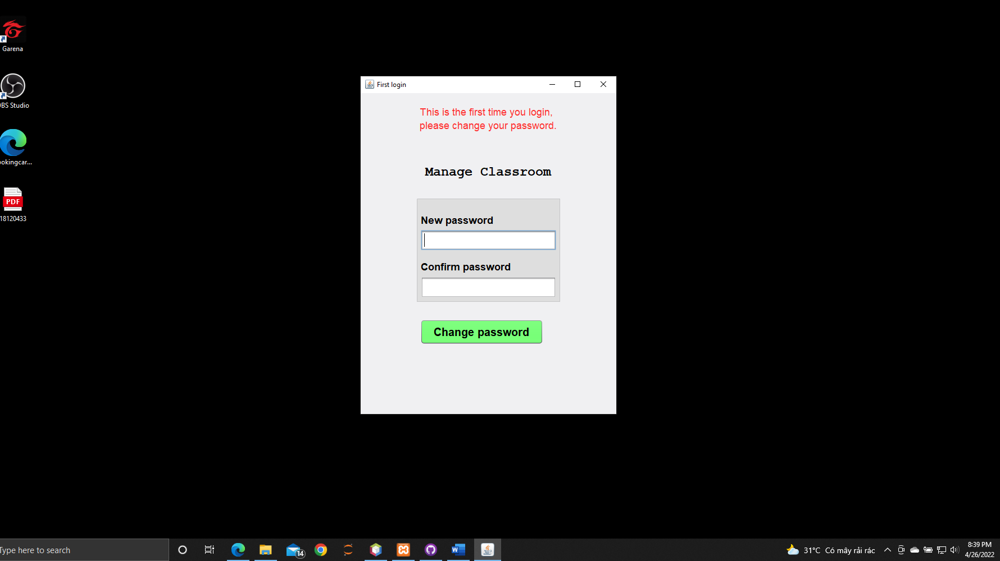 Garena
OBS Studio
ookingcar...
PDF
18120433
First login
This is the first time you login,
please change your password.
Manage Classroom
New password
Confirm password
Change password
Type here to search
14
31°C Có mây rải rác
8:39 PM
4/26/2022